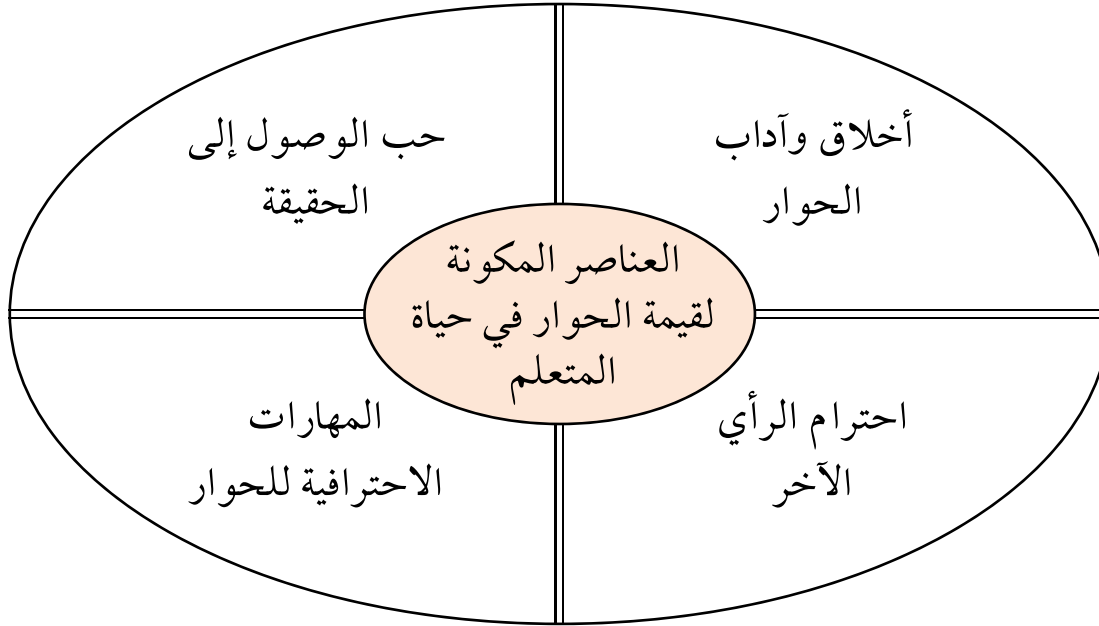 أخلاق وآداب
الحوار
حب الوصول إلى
الحقيقة
العناصر المكونة
لقيمة الحوار في حياة
المتعلم
احترام الرأي
الآخر
المهارات
الاحترافية للحوار